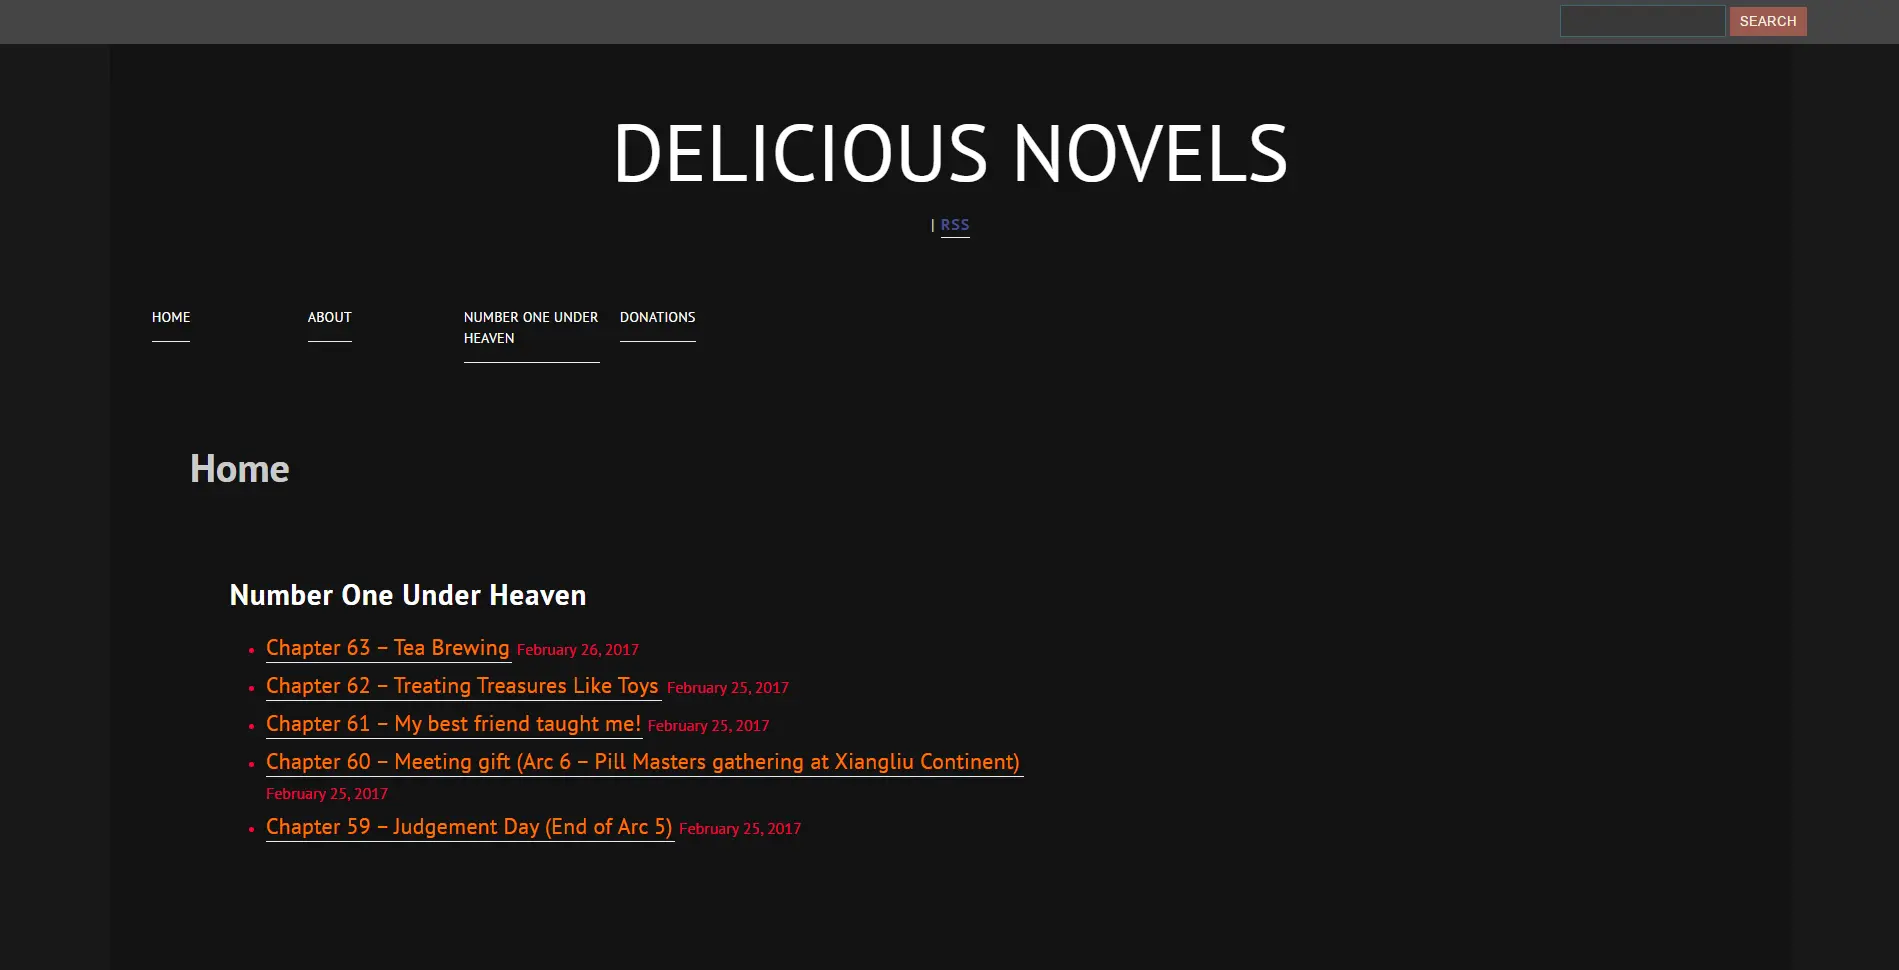 SEARCH
DELICIOUS NOVELS
| RSS
HOME
ABOUT
NUMBER ONE UNDER
HEAVEN
DONATIONS
Home
Number One Under Heaven
• Chapter 63 – Tea Brewing February 26, 2017
• Chapter 62 – Treating Treasures Like Toys February 25, 2017
• Chapter 61 – My best friend taught me! February 25, 2017
• Chapter 60 – Meeting gift (Arc 6 – Pill Masters gathering at Xiangliu Continent)
February 25, 2017
• Chapter 59 – Judgement Day (End of Arc 5) February 25, 2017